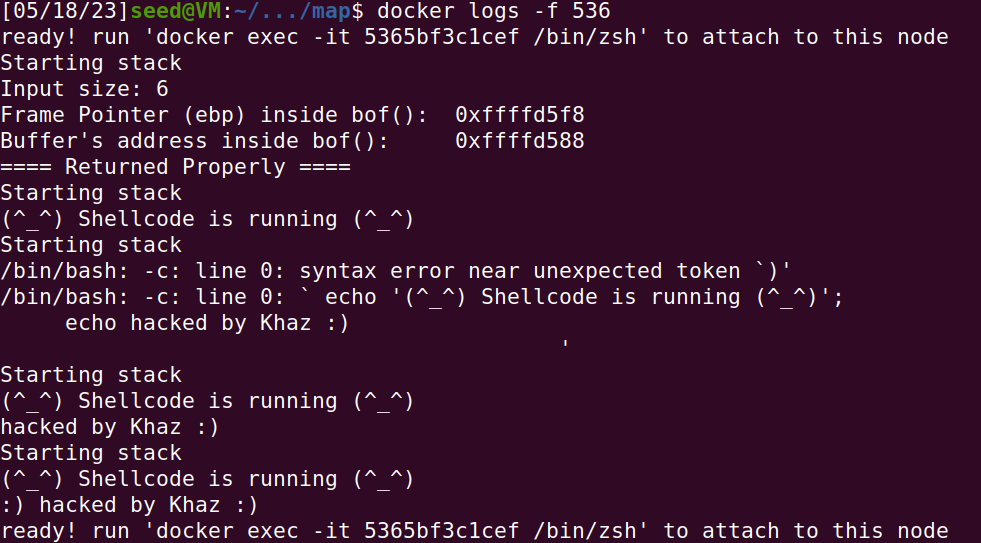 [05/18/23]seed@VM:~/.../map$ docker logs -f 536
ready! run 'docker exec -it 5365bf3c1cef /bin/zsh' to attach to this node
Starting stack
Input size: 6
Frame Pointer (ebp) inside bof():  0xffffd5f8
Buffer's address inside bof():     0xffffd588
==== Returned Properly ====
Starting stack
(^_^) Shellcode is running (^_^)
Starting stack
/bin/bash: -c: line 0: syntax error near unexpected token `)'
/bin/bash: -c: line 0: ` echo '(^_^) Shellcode is running (^_^)';
     echo hacked by Khaz :)
                                           '
Starting stack
(^_^) Shellcode is running (^_^)
hacked by Khaz :)
Starting stack
(^_^) Shellcode is running (^_^)
:) hacked by Khaz :)
ready! run 'docker exec -it 5365bf3c1cef /bin/zsh' to attach to this node